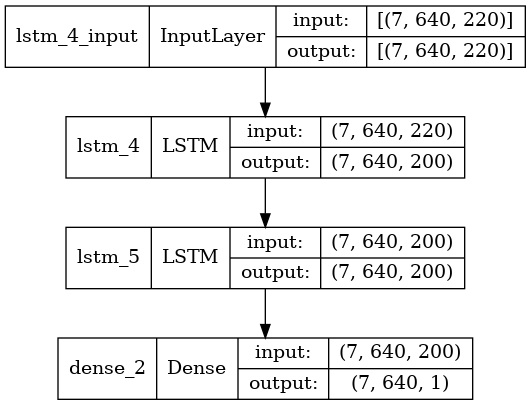 lstm_4_input InputLayer input: [(7, 640, 220)]
output: [(7, 640, 220)]
lstm_4 LSTM input: (7, 640, 220)
output: (7, 640, 200)
lstm_5 LSTM input: (7, 640, 200)
output: (7, 640, 200)
dense_2 Dense input: (7, 640, 200)
output: (7, 640, 1)